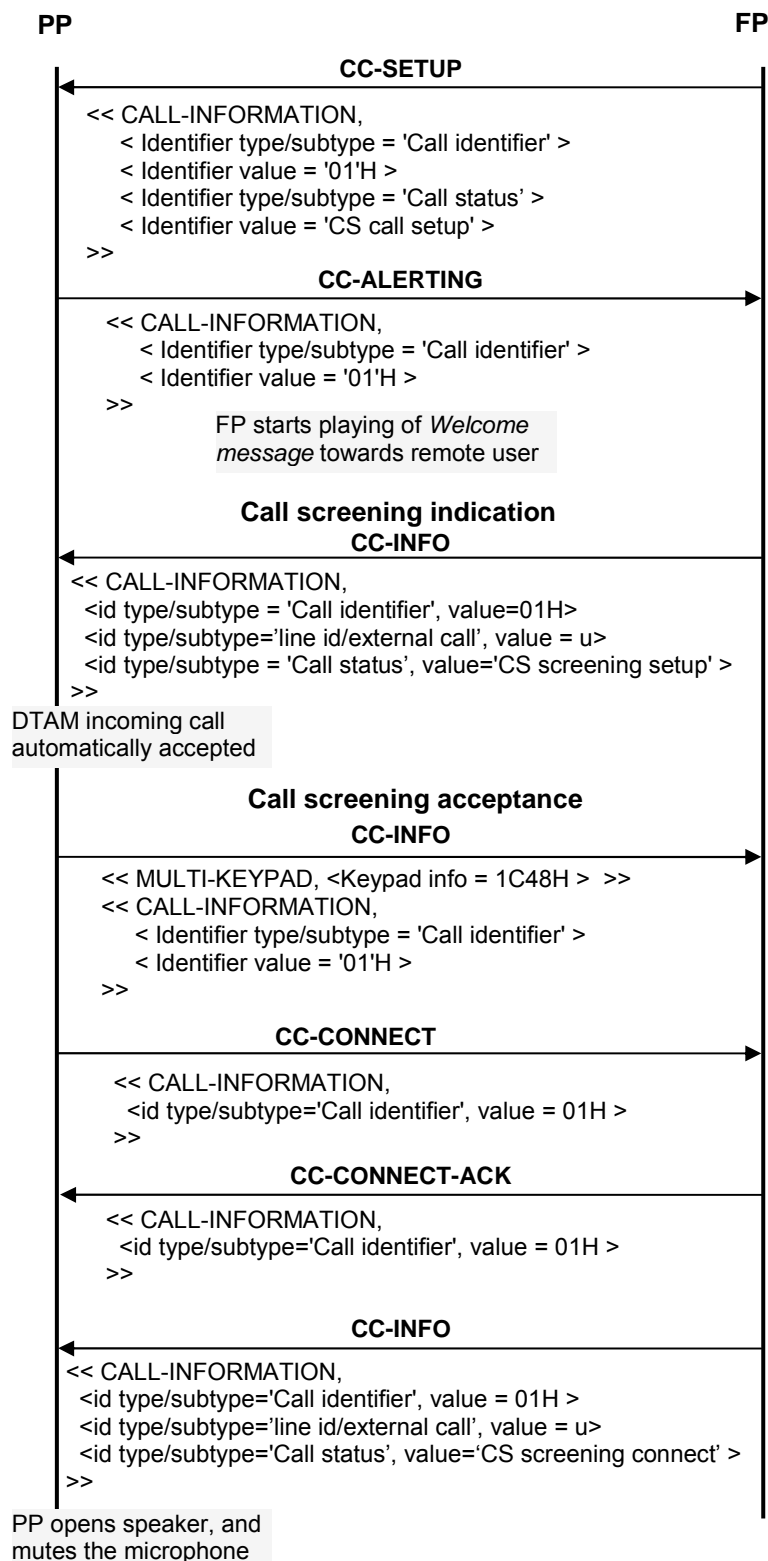 PP FP
CC-SETUP
<< CALL-INFORMATION,
< Identifier type/subtype = 'Call identifier' >
< Identifier value = '01'H >
< Identifier type/subtype = 'Call status’ >
< Identifier value = 'CS call setup' >
>>
CC-ALERTING
<< CALL-INFORMATION,
< Identifier type/subtype = 'Call identifier' >
< Identifier value = '01'H >
>>
FP starts playing of Welcome
message towards remote user
Call screening indication
CC-INFO
<< CALL-INFORMATION,
<id type/subtype = 'Call identifier', value=01H>
<id type/subtype=’line id/external call’, value = u>
<id type/subtype = 'Call status’, value='CS screening setup' >
>>
DTAM incoming call
automatically accepted
Call screening acceptance
CC-INFO
<< MULTI-KEYPAD, <Keypad info = 1C48H > >>
<< CALL-INFORMATION,
< Identifier type/subtype = 'Call identifier' >
< Identifier value = '01'H >
>>
CC-CONNECT
<< CALL-INFORMATION,
<id type/subtype='Call identifier', value = 01H >
>>
CC-CONNECT-ACK
<< CALL-INFORMATION,
<id type/subtype='Call identifier', value = 01H >
>>
CC-INFO
<< CALL-INFORMATION,
<id type/subtype='Call identifier', value = 01H >
<id type/subtype=’line id/external call’, value = u>
<id type/subtype='Call status’, value=‘CS screening connect’ >
>>
PP opens speaker, and
mutes the microphone